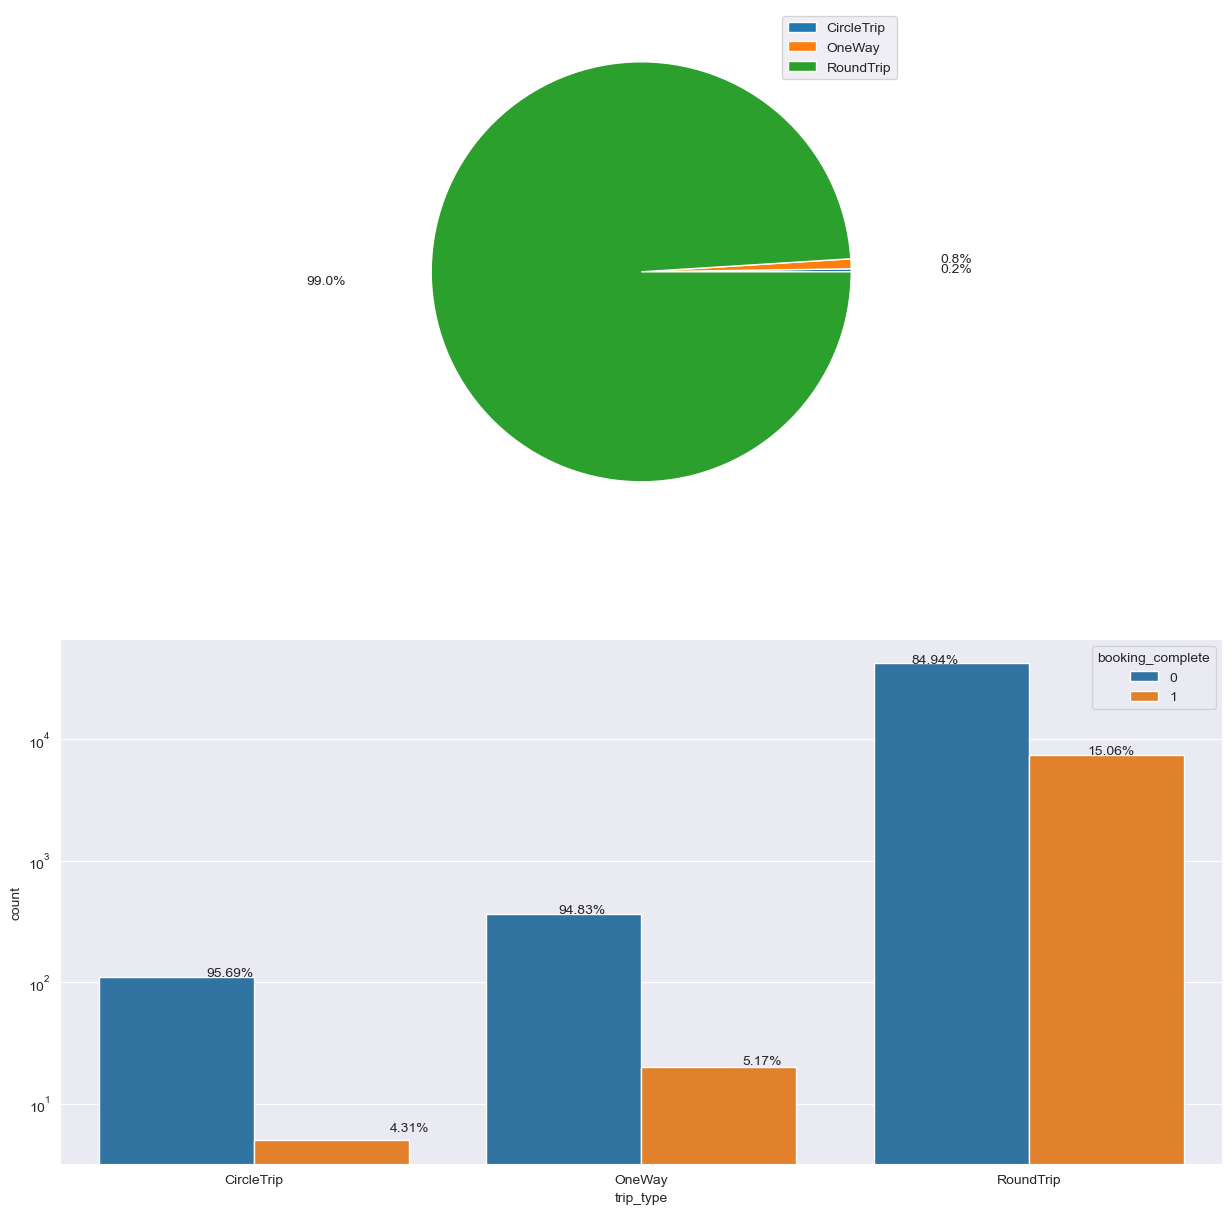 CircleTrip
OneWay
RoundTrip
0.8%
0.2%
99.0%
booking_complete
0
1
84.94%
15.06%
94.83%
95.69%
5.17%
4.31%
10^4
10^3
10^2
10^1
count
CircleTrip
OneWay
RoundTrip
trip_type